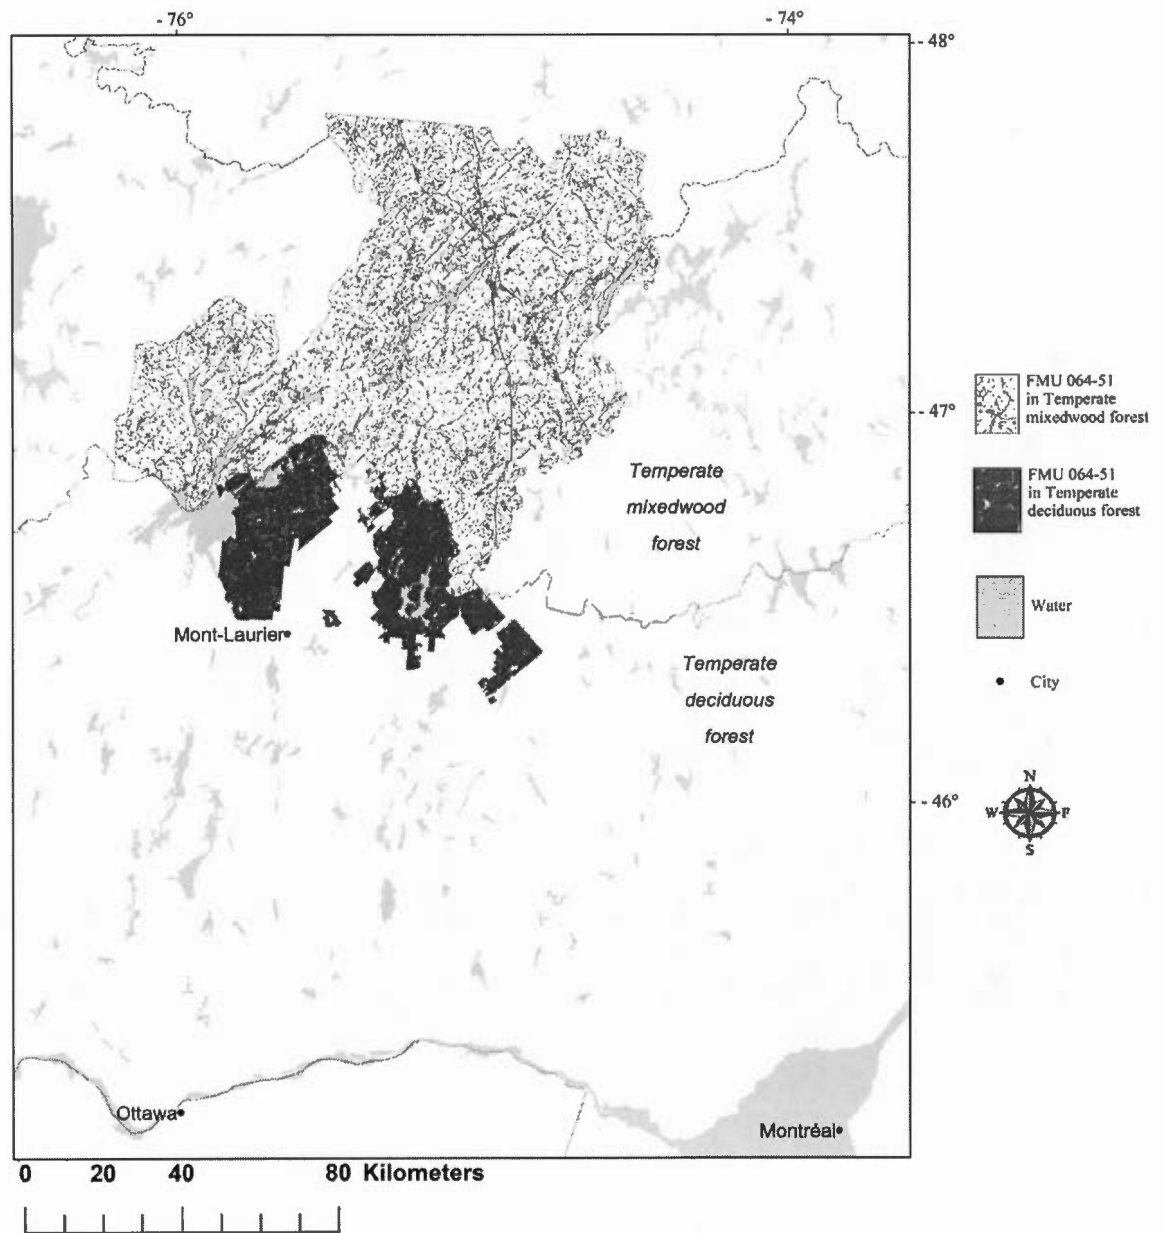 - 76°
- 74°
- 48°
FMU 064-51
in Temperate
mixedwood forest
- 47°
Temperate
mixedwood
forest
FMU 064-51
in Temperate
deciduous forest
Water
Mont-Laurier
Temperate
deciduous
forest
City
N
- 46°
W
E
S
Ottawa
Montréal
0 20 40 80 Kilometers